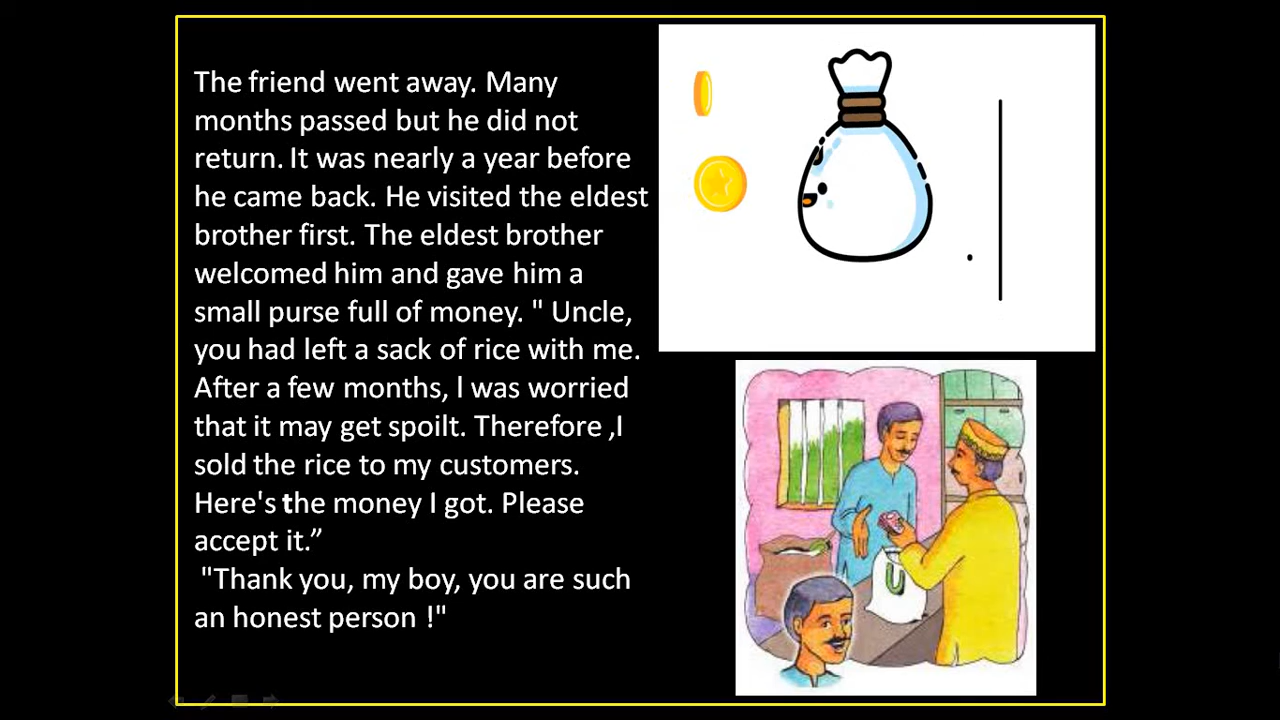 The friend went away. Many
months passed but he did not
return. It was nearly a year before
he came back. He visited the eldest
brother first. The eldest brother
welcomed him and gave him a
small purse full of money. " Uncle,
you had left a sack of rice with me.
After a few months, l was worried
that it may get spoilt. Therefore ,I
sold the rice to my customers.
Here's the money I got. Please
accept it.”
"Thank you, my boy, you are such
an honest person !"